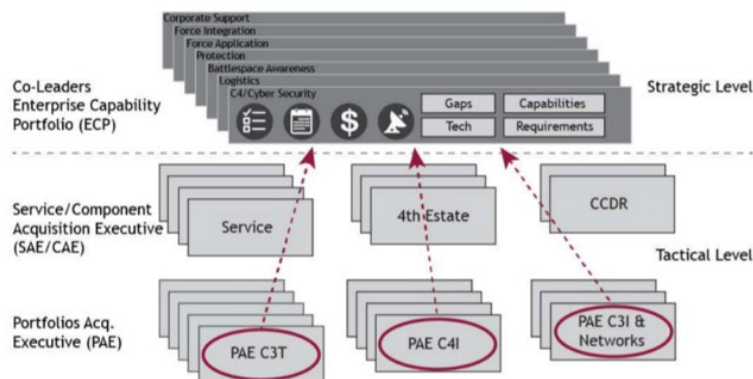 Corporate Support
Force Integration
Force Application
Protection
Battlespace Awareness
Logistics
C4/Cyber Security
Co-Leaders
Enterprise Capability
Portfolio (ECP)
$
Gaps
Capabilities
Tech
Requirements
Strategic Level
Service/Component
Acquisition Executive
(SAE/CAE)
Service
4th Estate
CCDR
Tactical Level
Portfolios Acq.
Executive (PAE)
PAE C3T
PAE C4I
PAE C3I &
Networks